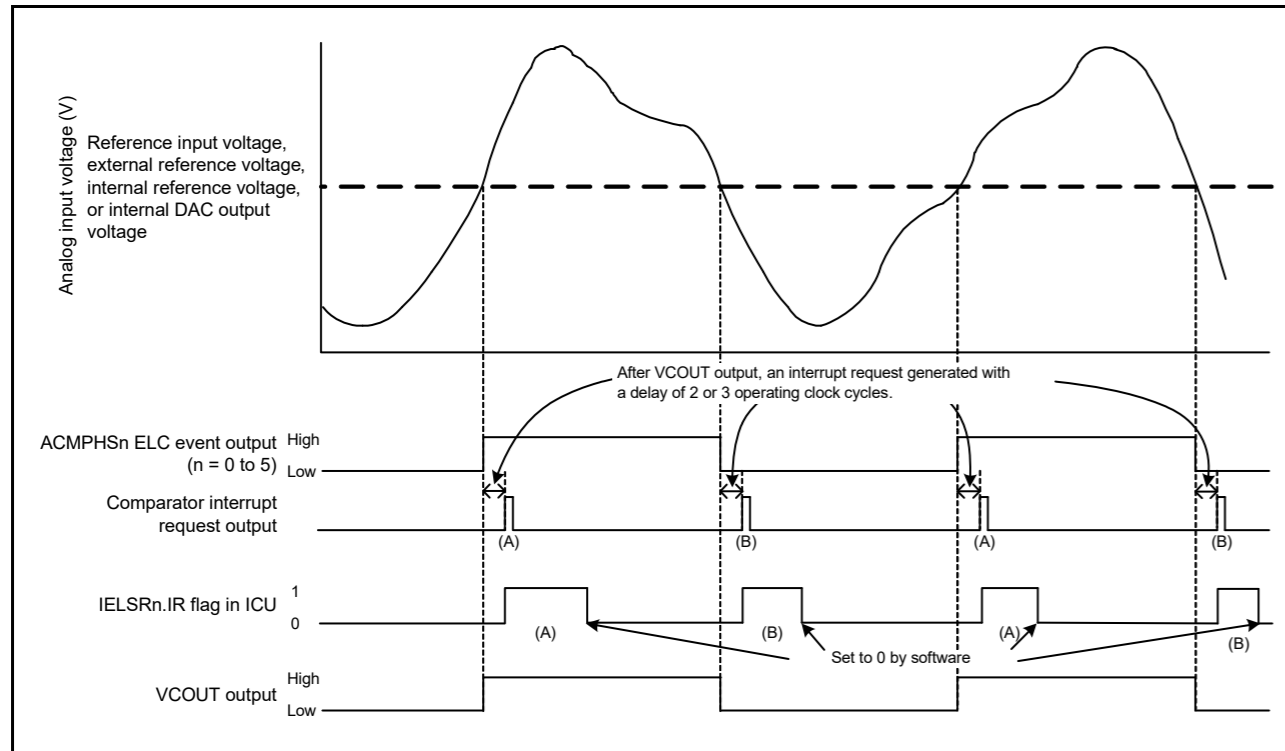 Analog input voltage (V)
Reference input voltage,
external reference voltage,
internal reference voltage,
or internal DAC output
voltage
After VCOUT output, an interrupt request generated with
a delay of 2 or 3 operating clock cycles.
ACMPHSn ELC event output
(n = 0 to 5)
High
Low
Comparator interrupt
request output
(A)
(B)
(A)
(B)
IELSRn.IR flag in ICU
1
0
(A)
(B)
(A)
(B)
Set to 0 by software
VCOUT output
High
Low